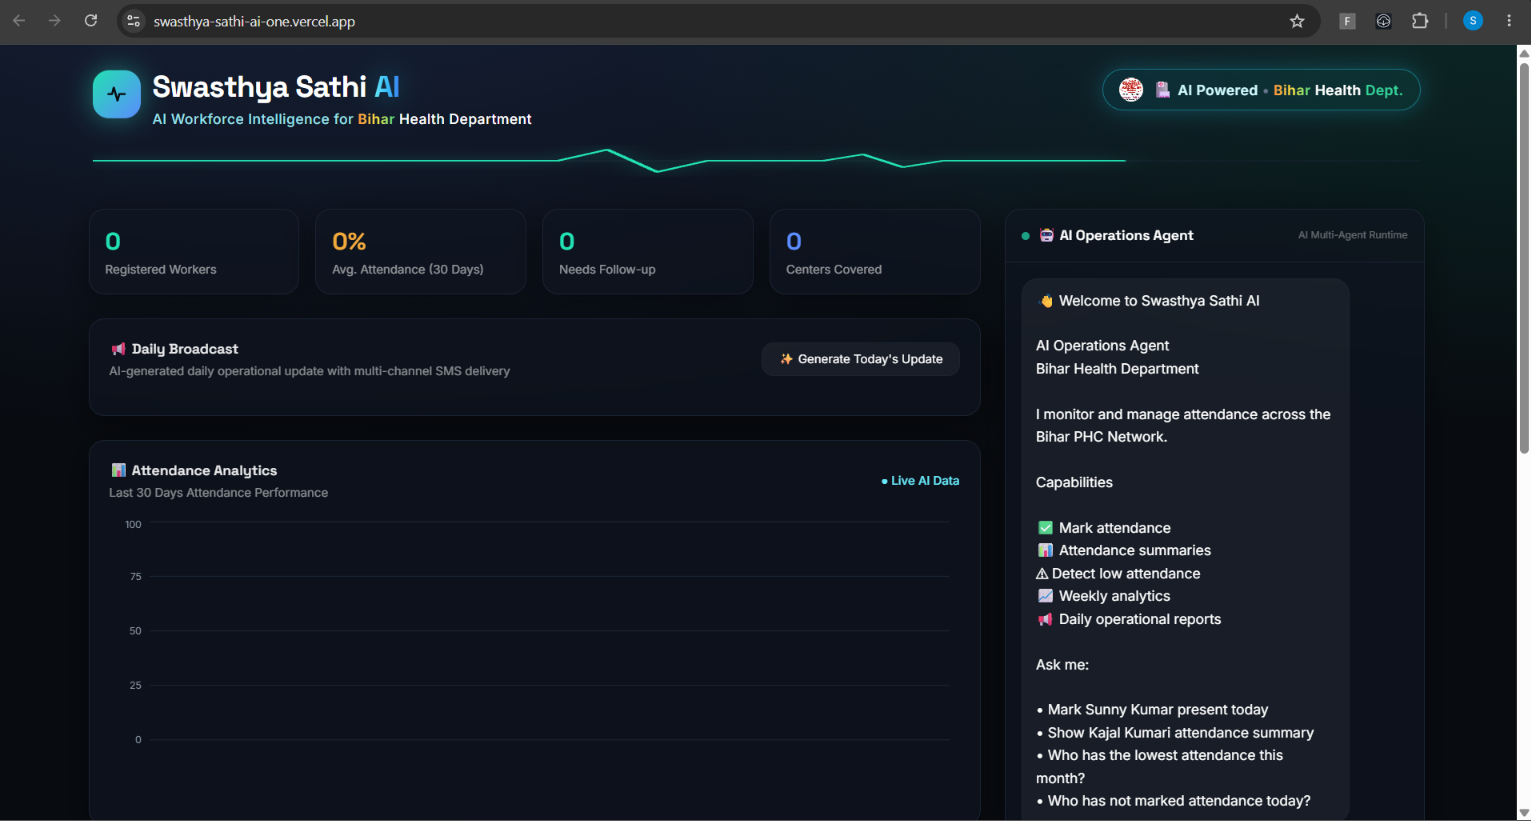 swasthya-sathi-ai-one.vercel.app
F
S
Swasthya Sathi AI
AI Workforce Intelligence for Bihar Health Department
AI Powered • Bihar Health Dept.
0
Registered Workers
0%
Avg. Attendance (30 Days)
0
Needs Follow-up
0
Centers Covered
📢 Daily Broadcast
AI-generated daily operational update with multi-channel SMS delivery
✨ Generate Today's Update
📊 Attendance Analytics
Last 30 Days Attendance Performance
● Live AI Data
100
75
50
25
0
AI Operations Agent
AI Multi-Agent Runtime
👋 Welcome to Swasthya Sathi AI
AI Operations Agent
Bihar Health Department
I monitor and manage attendance across the
Bihar PHC Network.
Capabilities
✅ Mark attendance
📊 Attendance summaries
⚠ Detect low attendance
📈 Weekly analytics
📢 Daily operational reports
Ask me:
• Mark Sunny Kumar present today
• Show Kajal Kumari attendance summary
• Who has the lowest attendance this
month?
• Who has not marked attendance today?